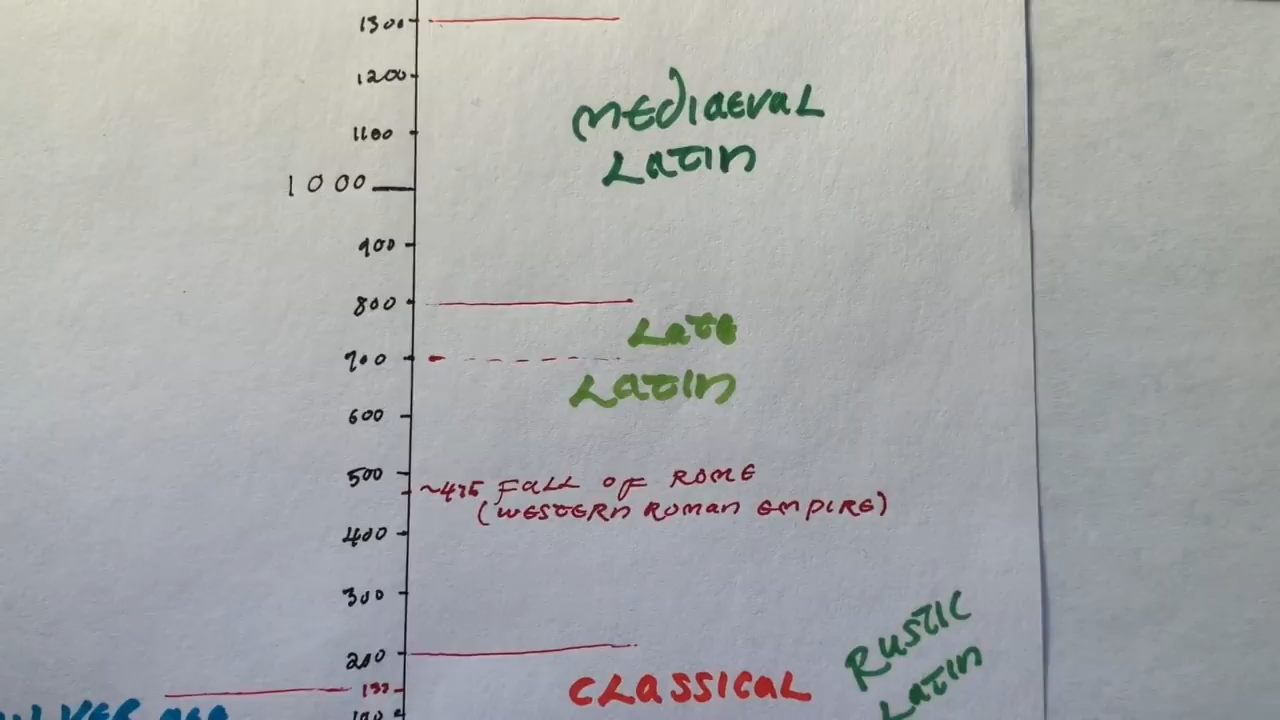 1300
1200
MEDIAEVAL
1100
LATIN
1000
900
800
LATE
700
LATIN
600
500
~475 FALL OF ROME
(WESTERN ROMAN EMPIRE)
400
300
RUSTIC
200
LATIN
CLASSICAL
100